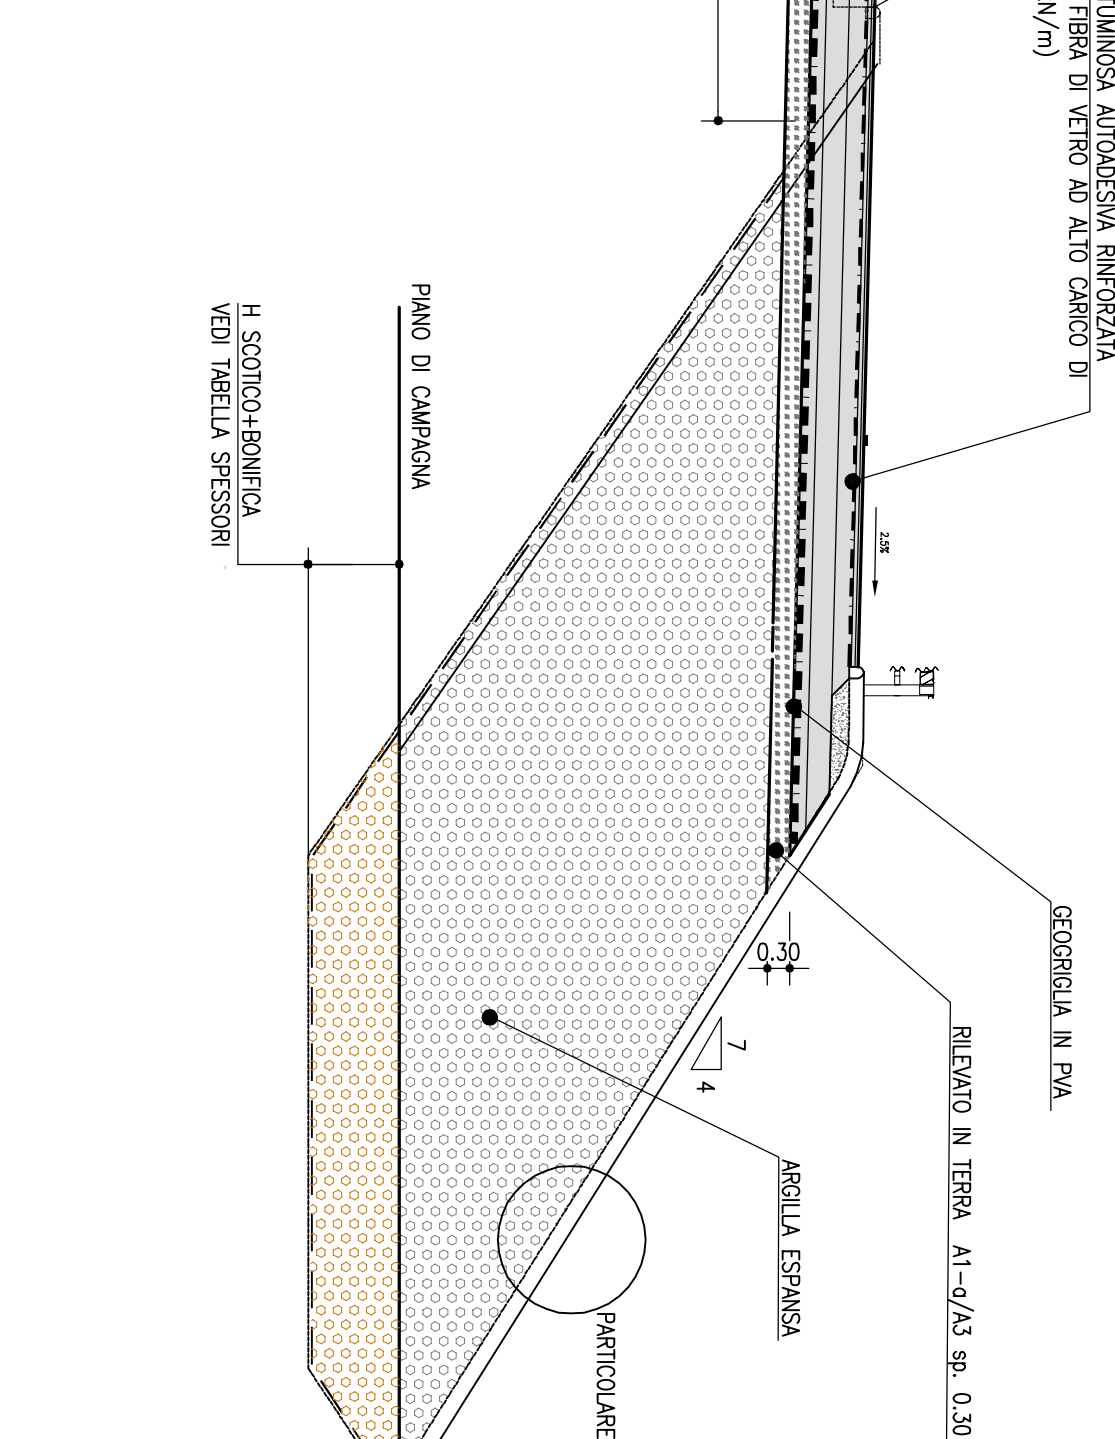 TUMINOSA AUTOADESIVA RINFORZATA
FIBRA DI VETRO AD ALTO CARICO DI
N/m)
2.5%
GEOGRIGLIA IN PVA
RILEVATO IN TERRA A1-a/A3 sp. 0.30
0.30
7
4
ARGILLA ESPANSA
PARTICOLARE
PIANO DI CAMPAGNA
H SCOTICO+BONIFICA
VEDI TABELLA SPESSORI